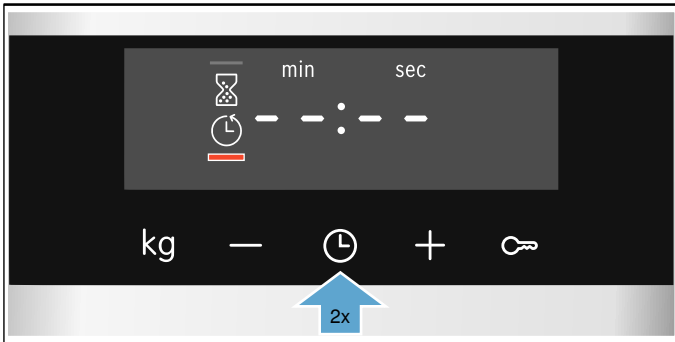 min sec
--:--
kg − +
2x